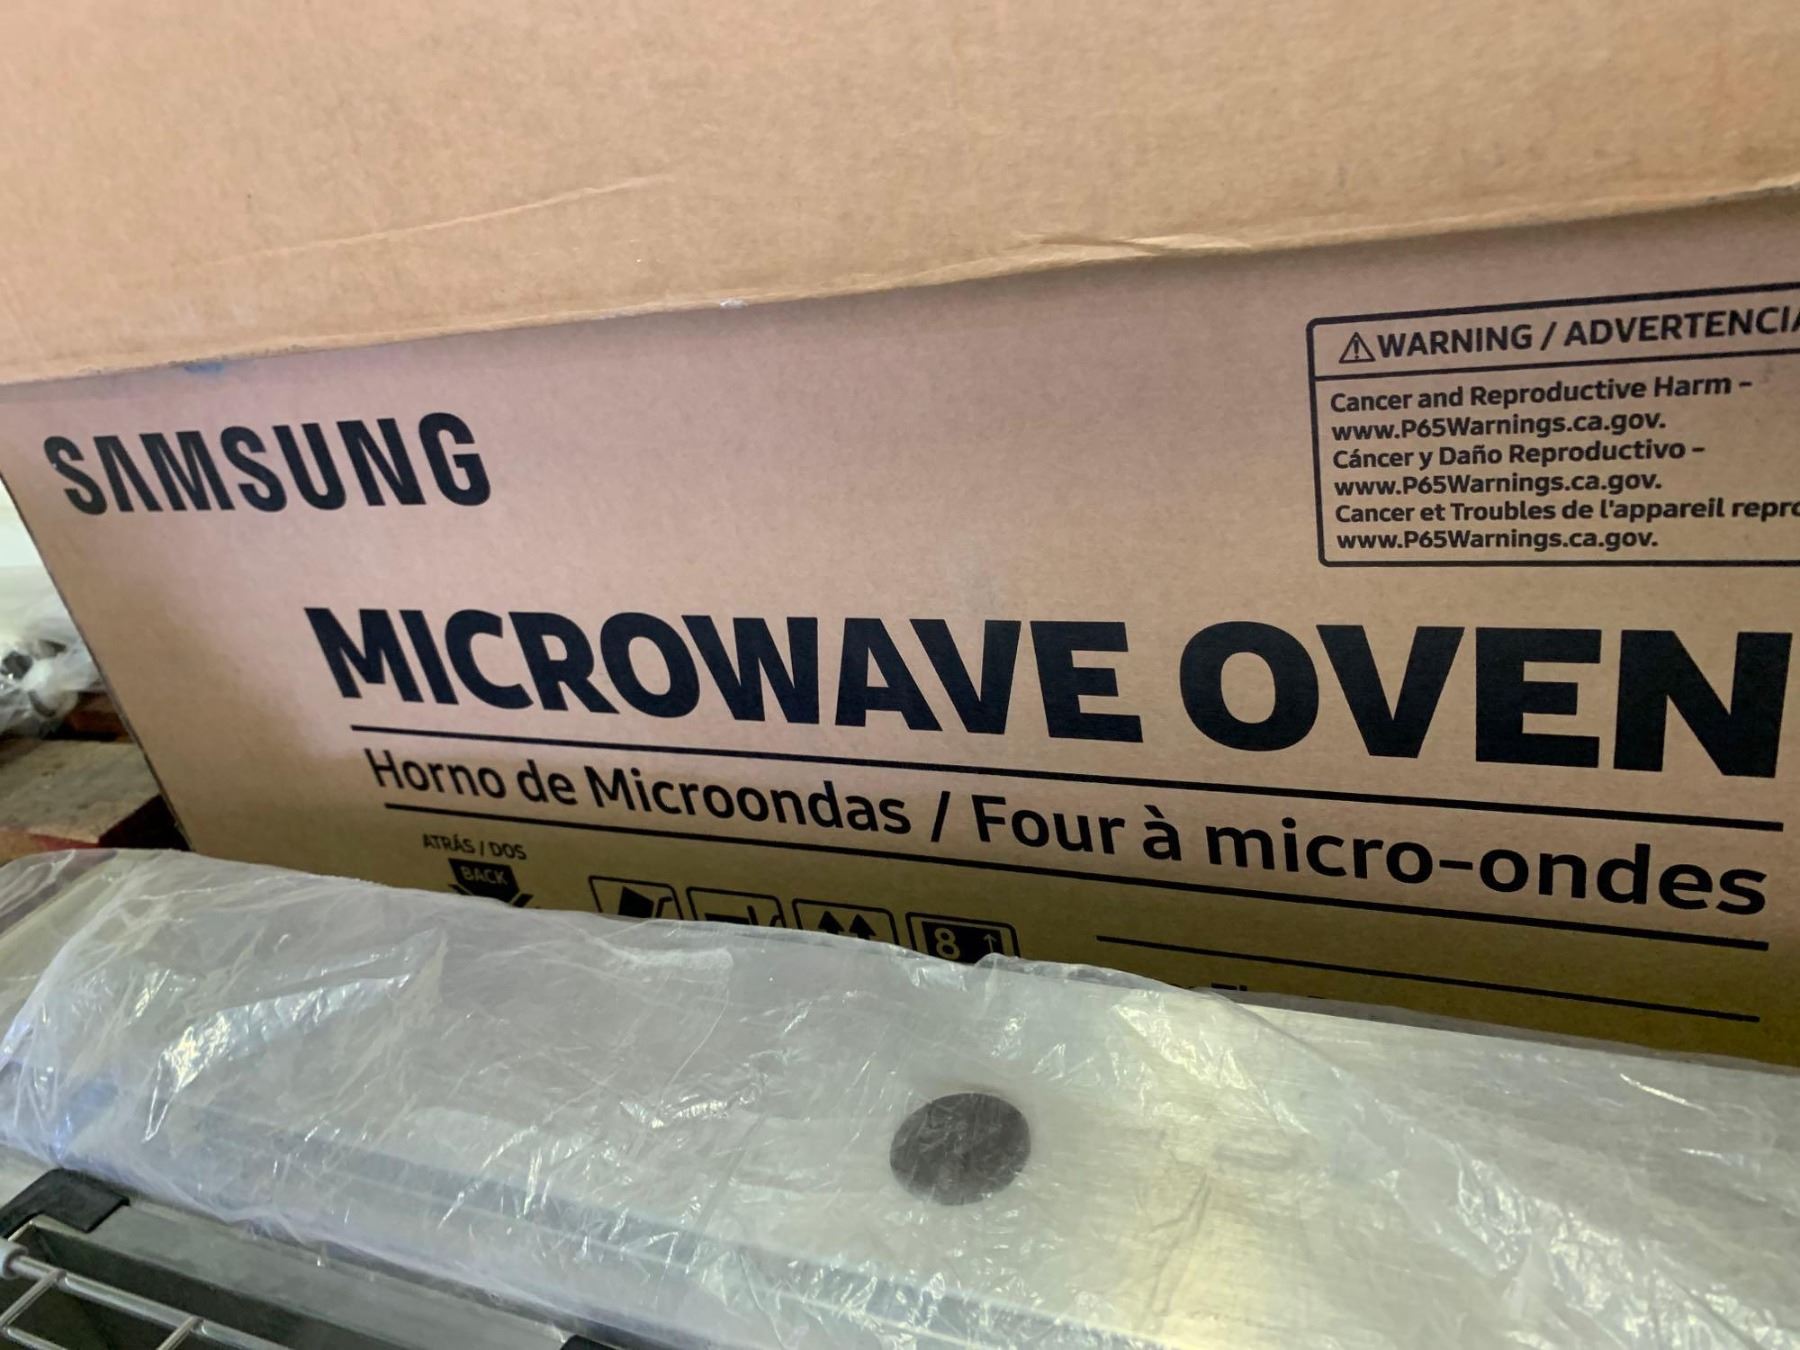 SAMSUNG
⚠ WARNING / ADVERTENCIA
Cancer and Reproductive Harm –
www.P65Warnings.ca.gov.
Cáncer y Daño Reproductivo –
www.P65Warnings.ca.gov.
Cancer et Troubles de l'appareil
www.P65Warnings.ca.gov.
MICROWAVE OVEN
Horno de Microondas / Four à micro-ondes
ATRÁS / DOS
BACK
8